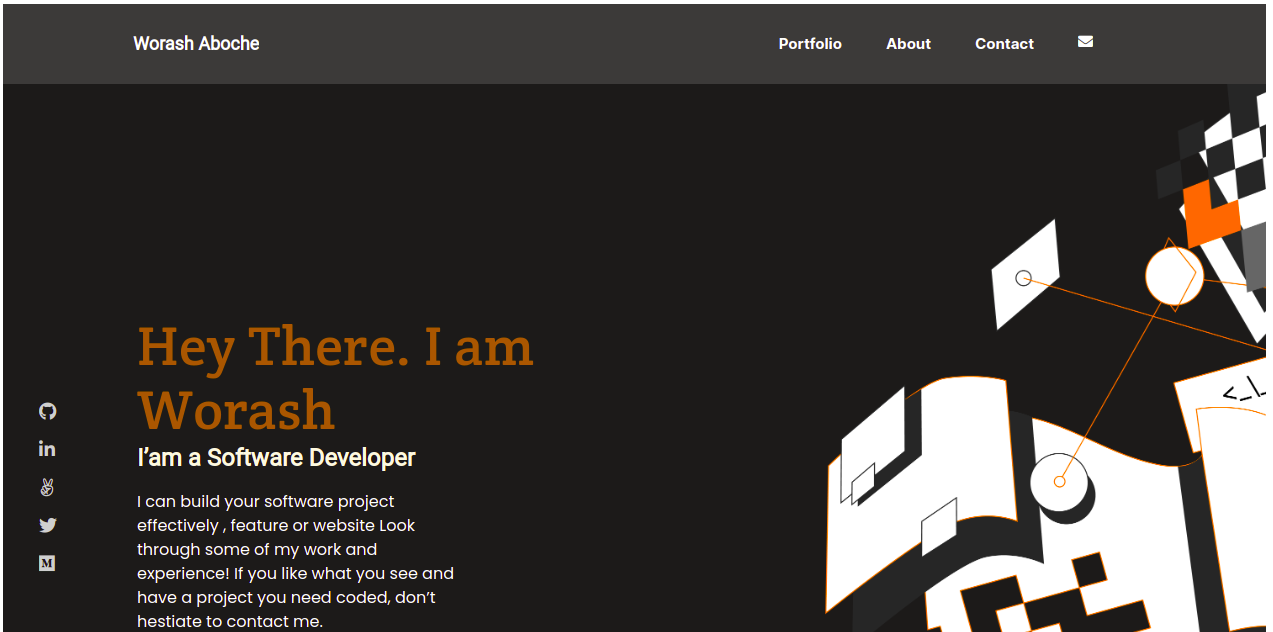 Worash Aboche
Portfolio
About
Contact
Hey There. I am
Worash
I'am a Software Developer
I can build your software project
effectively , feature or website Look
through some of my work and
experience! If you like what you see and
have a project you need coded, don't
hestiate to contact me.